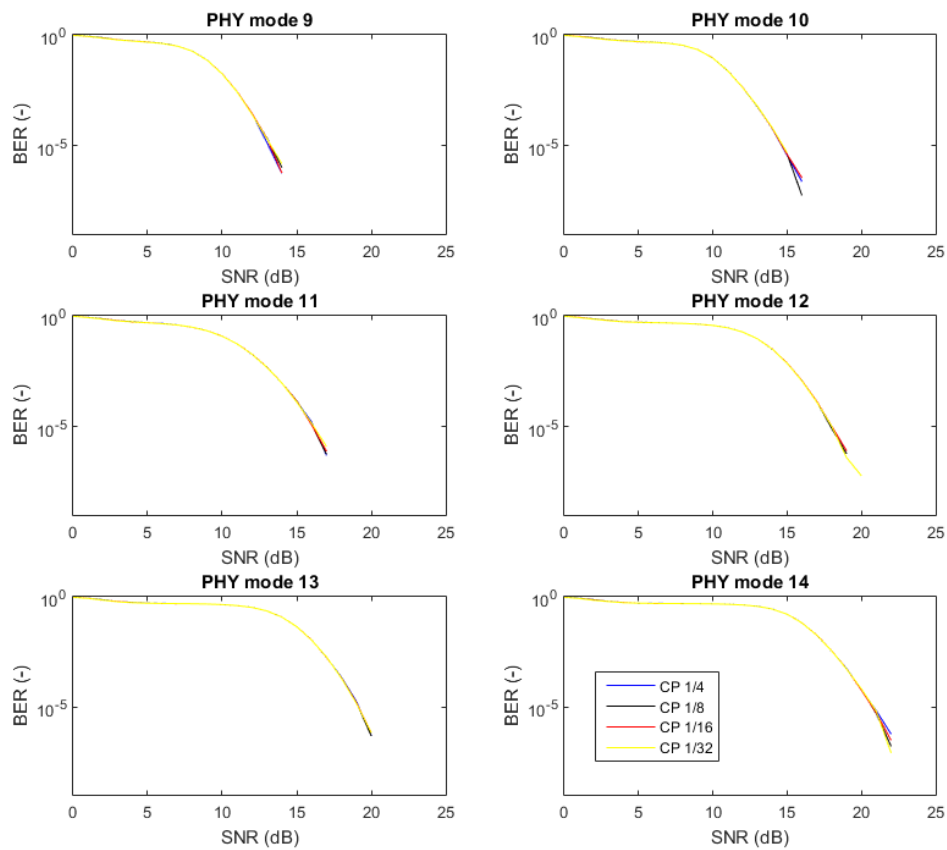 PHY mode 9
10^0
10^-5
BER (-)
0 5 10 15 20 25
SNR (dB)
PHY mode 10
10^0
10^-5
BER (-)
0 5 10 15 20 25
SNR (dB)
PHY mode 11
10^0
10^-5
BER (-)
0 5 10 15 20 25
SNR (dB)
PHY mode 12
10^0
10^-5
BER (-)
0 5 10 15 20 25
SNR (dB)
PHY mode 13
10^0
10^-5
BER (-)
0 5 10 15 20 25
SNR (dB)
PHY mode 14
10^0
10^-5
BER (-)
CP 1/4
CP 1/8
CP 1/16
CP 1/32
0 5 10 15 20 25
SNR (dB)